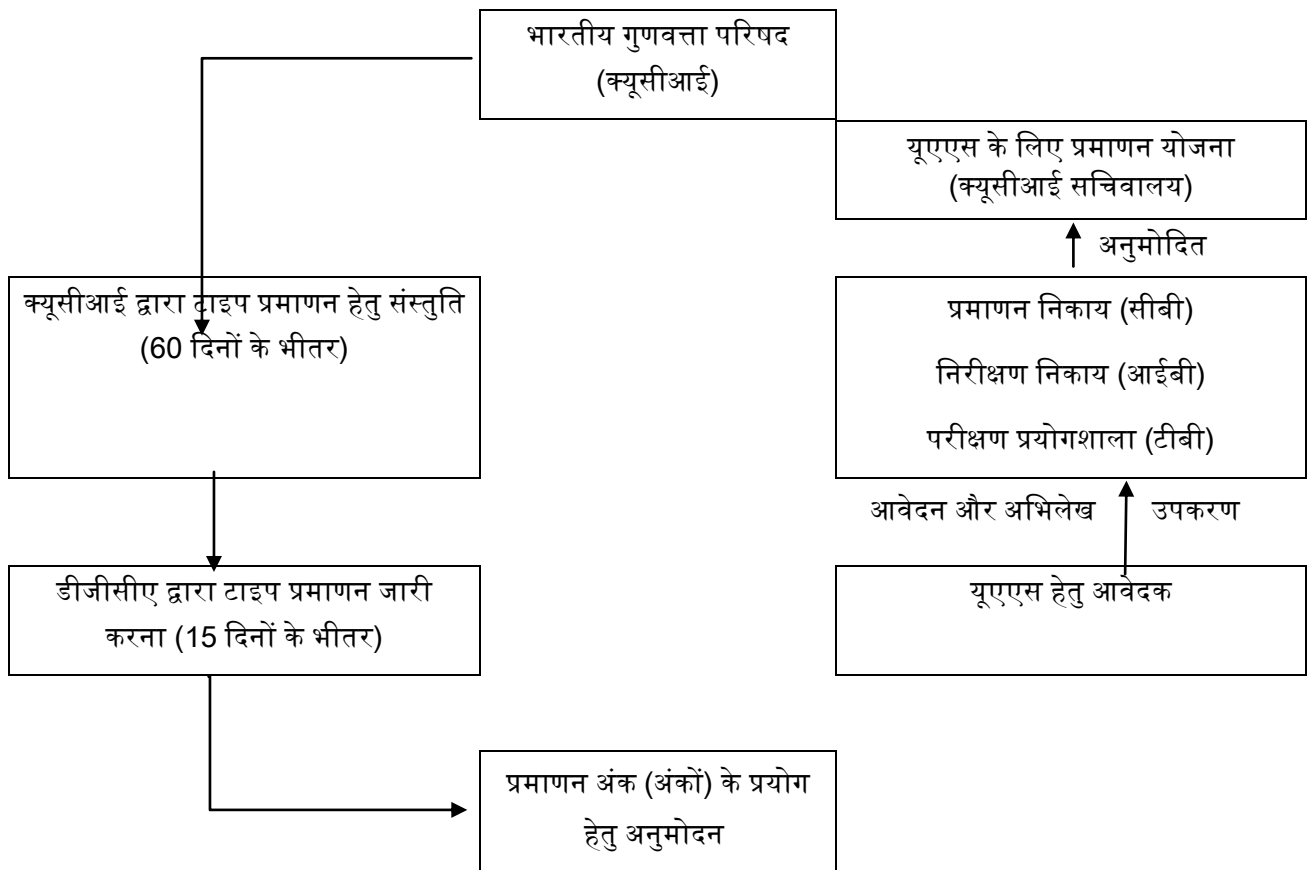 भारतीय गुणवत्ता परिषद
(क्यूसीआई)
यूएएस के लिए प्रमाणन योजना
(क्यूसीआई सचिवालय)
अनुमोदित
क्यूसीआई द्वारा टाइप प्रमाणन हेतु संस्तुति
(60 दिनों के भीतर)
प्रमाणन निकाय (सीबी)
निरीक्षण निकाय (आईबी)
परीक्षण प्रयोगशाला (टीबी)
आवेदन और अभिलेख उपकरण
डीजीसीए द्वारा टाइप प्रमाणन जारी
करना (15 दिनों के भीतर)
यूएएस हेतु आवेदक
प्रमाणन अंक (अंकों) के प्रयोग
हेतु अनुमोदन